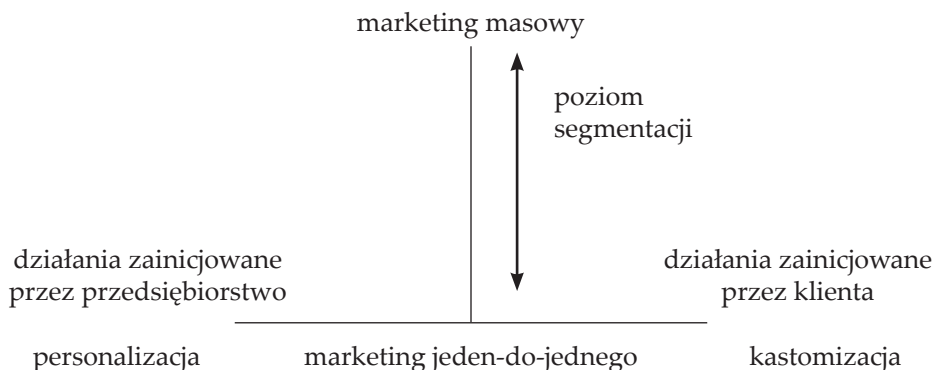 marketing masowy
poziom
segmentacji
działania zainicjowane
przez przedsiębiorstwo
działania zainicjowane
przez klienta
personalizacja
marketing jeden-do-jednego
kastomizacja